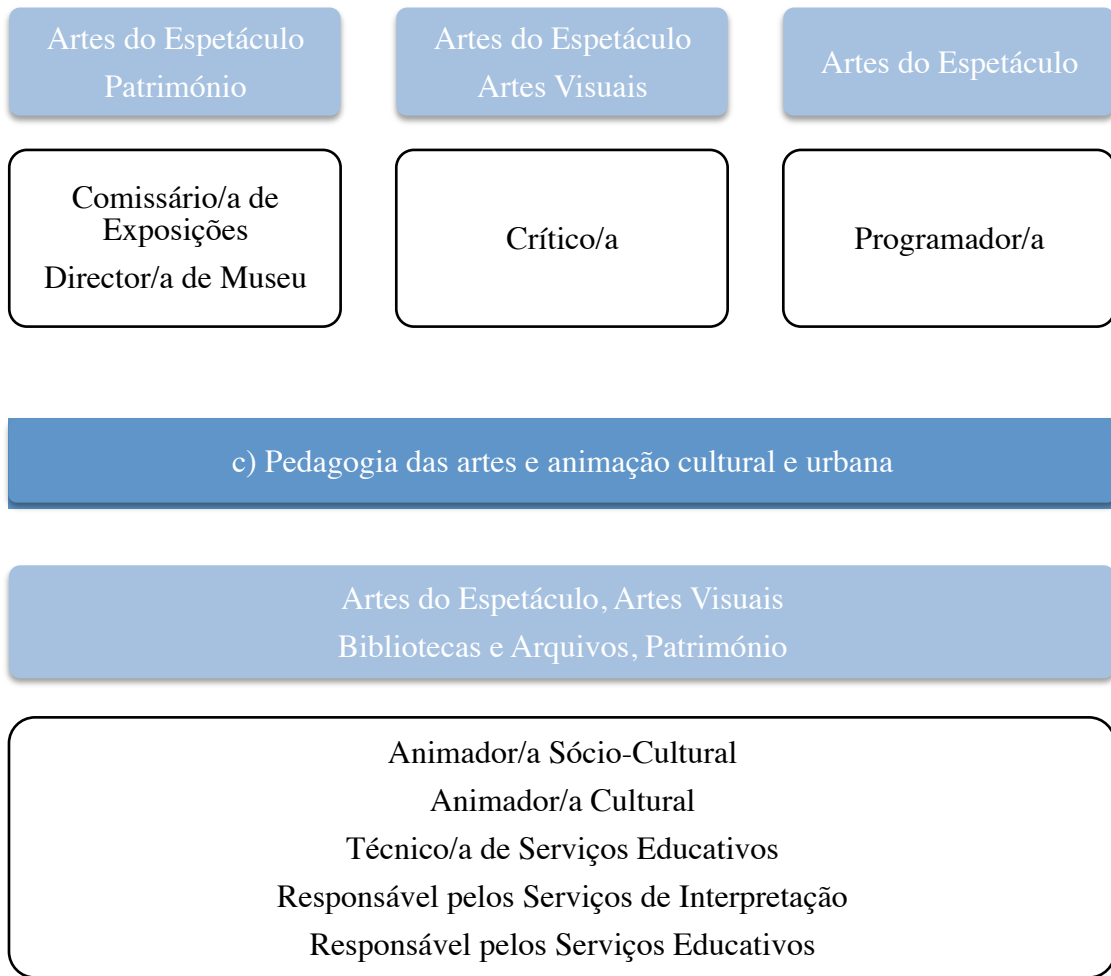 Artes do Espetáculo
Património
Artes do Espetáculo
Artes Visuais
Artes do Espetáculo
Comissário/a de
Exposições
Director/a de Museu
Crítico/a
Programador/a
c) Pedagogia das artes e animação cultural e urbana
Artes do Espetáculo, Artes Visuais
Bibliotecas e Arquivos, Património
Animador/a Sócio-Cultural
Animador/a Cultural
Técnico/a de Serviços Educativos
Responsável pelos Serviços de Interpretação
Responsável pelos Serviços Educativos